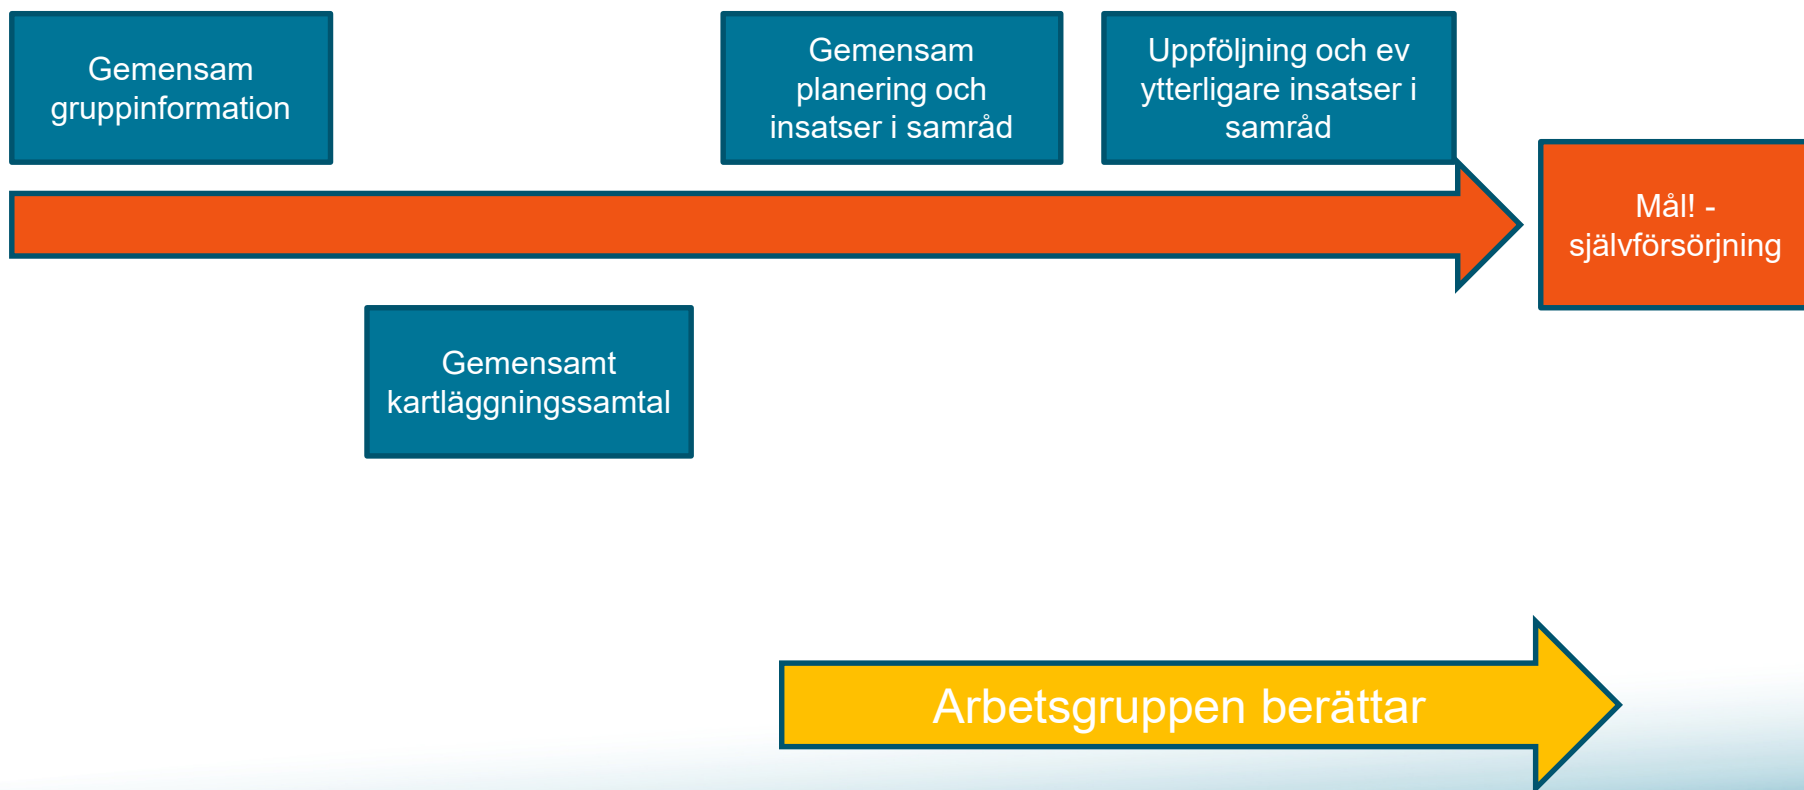 Gemensam
gruppinformation
Gemensam
planering och
insatser i samråd
Uppföljning och ev
ytterligare insatser i
samråd
Mål! -
självförsörjning
Gemensamt
kartläggningssamtal
Arbetsgruppen berättar